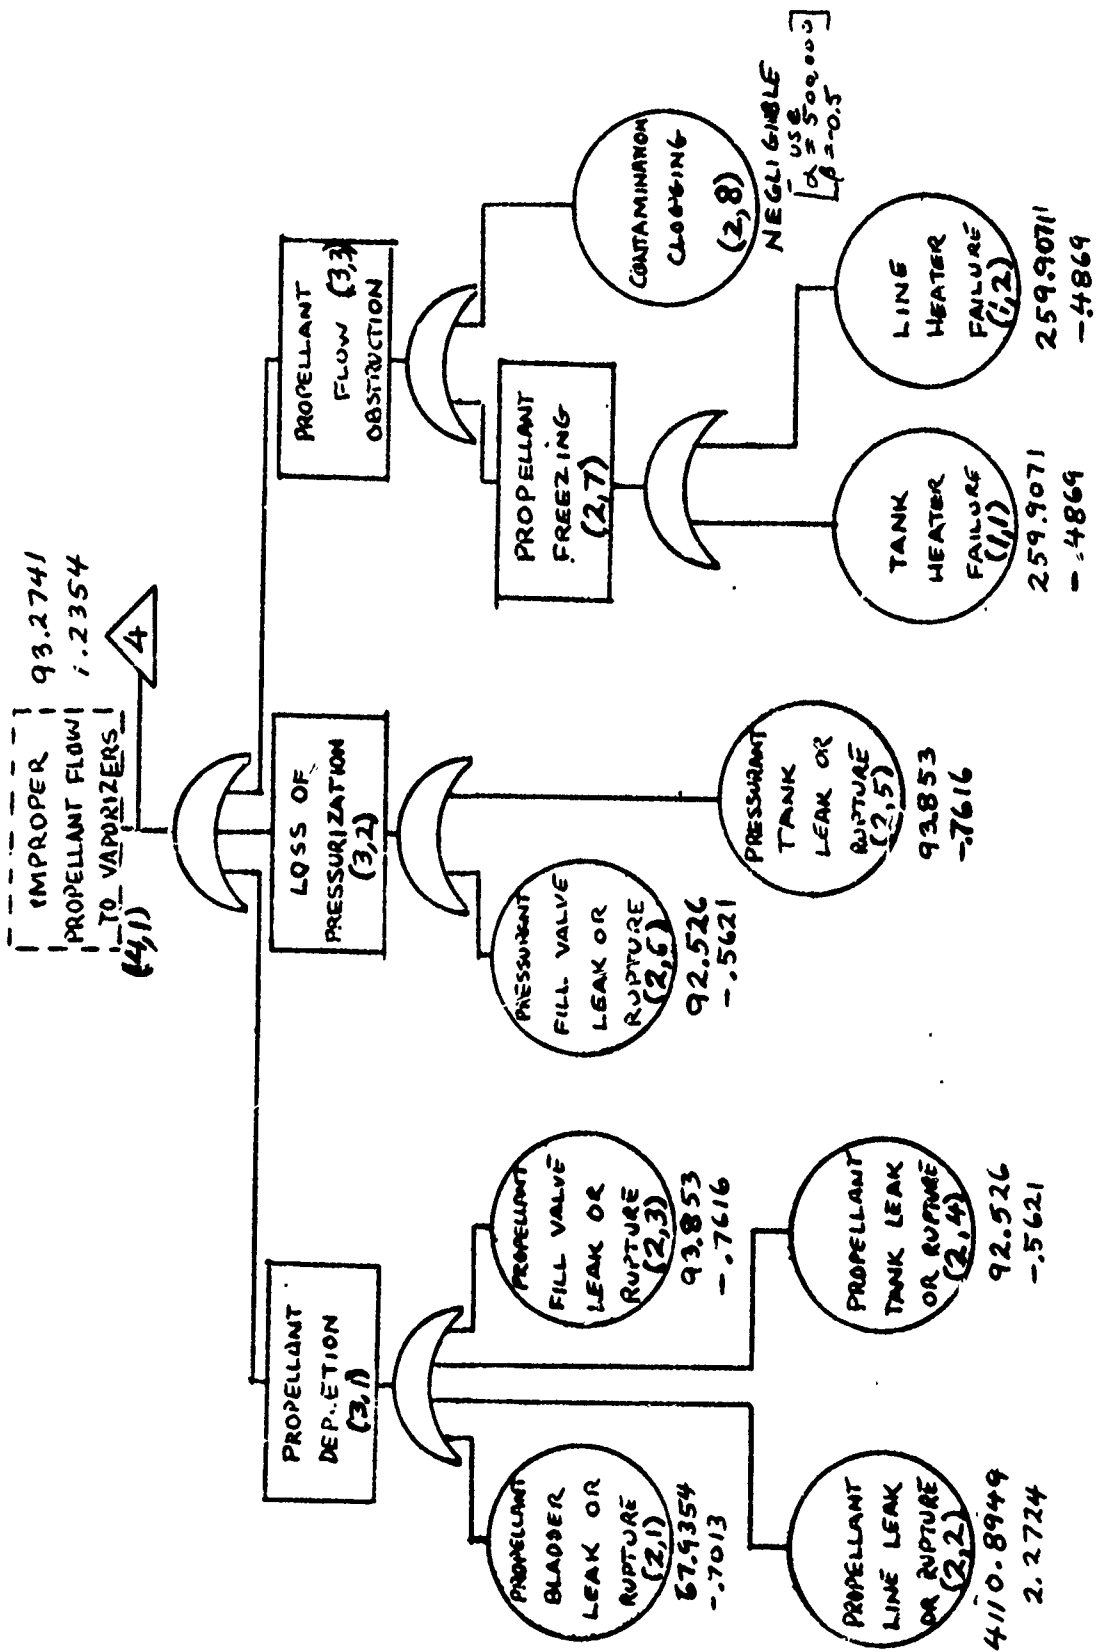 IMPROPER
PROPELLANT FLOW
TO VAPORIZERS
(4,1)
93.2741
1.2354
4
PROPELLANT
DEPLETION
(3,1)
LOSS OF
PRESSURIZATION
(3,2)
PROPELLANT
FLOW (3,3)
OBSTRUCTION
PROPELLANT
BLADDER
LEAK OR
RUPTURE
(2,1)
67.9354
-.7013
PROPELLANT
LINE LEAK
OR RUPTURE
(2,2)
4110.8949
2.2724
PROPELLANT
FILL VALVE
LEAK OR
RUPTURE
(2,3)
93.853
-.7616
PROPELLANT
TANK LEAK
OR RUPTURE
(2,4)
92.526
-.5621
PRESSURENT
FILL VALVE
LEAK OR
RUPTURE
(2,6)
92.526
-.5621
PRESSURANT
TANK
LEAK OR
RUPTURE
(2,5)
93.853
-.7616
PROPELLANT
FREEZING
(2,7)
CONTAMINATION
CLOGGING
(2,8)
NEGLIGIBLE
[USE
α = 500,000
β = -0.5]
TANK
HEATER
FAILURE
(1,1)
259.9071
-.4869
LINE
HEATER
FAILURE
(1,2)
259.9071
-.4869